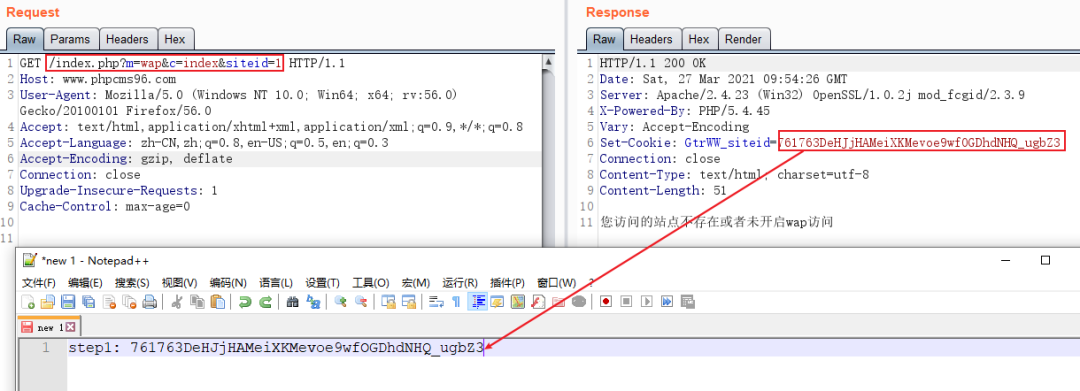 Request
Raw Params Headers Hex
1 GET /index.php?m=wap&c=index&siteid=1 HTTP/1.1
2 Host: www.phpcms96.com
3 User-Agent: Mozilla/5.0 (Windows NT 10.0; Win64; x64; rv:56.0)
Gecko/20100101 Firefox/56.0
4 Accept: text/html,application/xhtml+xml,application/xml;q=0.9,*/*;q=0.8
5 Accept-Language: zh-CN,zh;q=0.8,en-US;q=0.5,en;q=0.3
6 Accept-Encoding: gzip, deflate
7 Connection: close
8 Upgrade-Insecure-Requests: 1
9 Cache-Control: max-age=0
10
11
Response
Raw Headers Hex Render
1 HTTP/1.1 200 OK
2 Date: Sat, 27 Mar 2021 09:54:26 GMT
3 Server: Apache/2.4.23 (Win32) OpenSSL/1.0.2j mod_fcgid/2.3.9
4 X-Powered-By: PHP/5.4.45
5 Vary: Accept-Encoding
6 Set-Cookie: GtrWW_siteid=761763DeHJjHAMeiXKMevoe9wfOGDhdNHQ_ugbZ3
7 Connection: close
8 Content-Type: text/html; charset=utf-8
9 Content-Length: 51
10
11 您访问的站点不存在或者未开启wap访问
*new 1 - Notepad++
文件(F) 编辑(E) 搜索(S) 视图(V) 编码(N) 语言(L) 设置(T) 工具(O) 宏(M) 运行(R) 插件(P) 窗口(W) ?
new 1
1 step1: 761763DeHJjHAMeiXKMevoe9wfOGDhdNHQ_ugbZ3